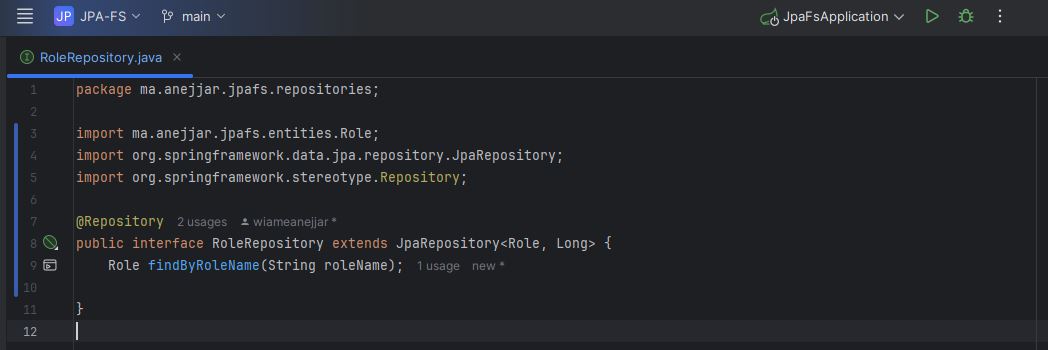 JP JPA-FS main JpaFsApplication
RoleRepository.java
1 package ma.anejjar.jpafs.repositories;
2
3 import ma.anejjar.jpafs.entities.Role;
4 import org.springframework.data.jpa.repository.JpaRepository;
5 import org.springframework.stereotype.Repository;
6
7 @Repository 2 usages wiameanejjar *
8 public interface RoleRepository extends JpaRepository<Role, Long> {
9     Role findByRoleName(String roleName); 1 usage new *
10
11 }
12